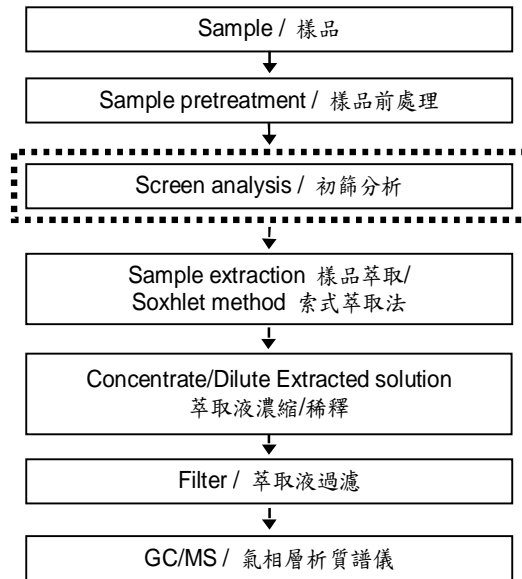 Sample / 樣品
Sample pretreatment / 樣品前處理
Screen analysis / 初篩分析
Sample extraction 樣品萃取/
Soxhlet method 索式萃取法
Concentrate/Dilute Extracted solution
萃取液濃縮/稀釋
Filter / 萃取液過濾
GC/MS / 氣相層析質譜儀